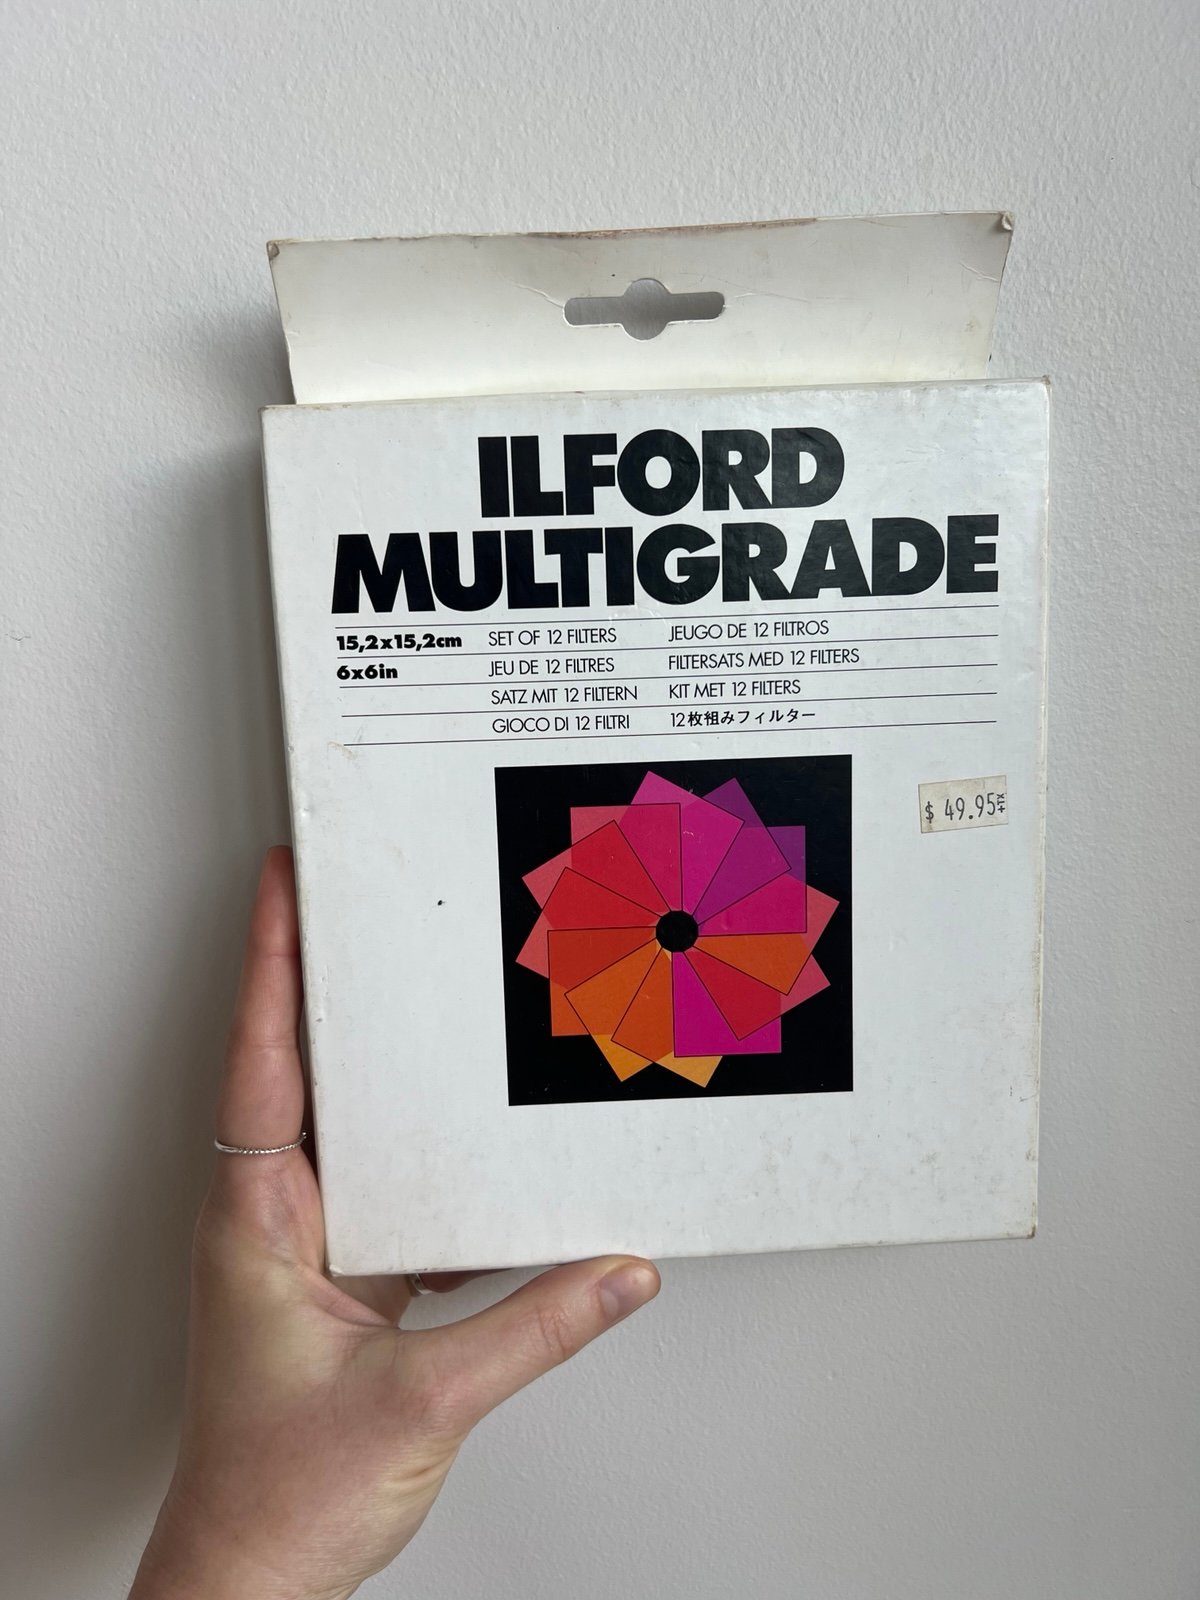 ILFORD
MULTIGRADE
15,2x15,2cm SET OF 12 FILTERS JEUGO DE 12 FILTROS
6x6in JEU DE 12 FILTRES FILTERSATS MED 12 FILTERS
SATZ MIT 12 FILTERN KIT MET 12 FILTERS
GIOCO DI 12 FILTRI 12枚組みフィルター
$ 49.95 +TX